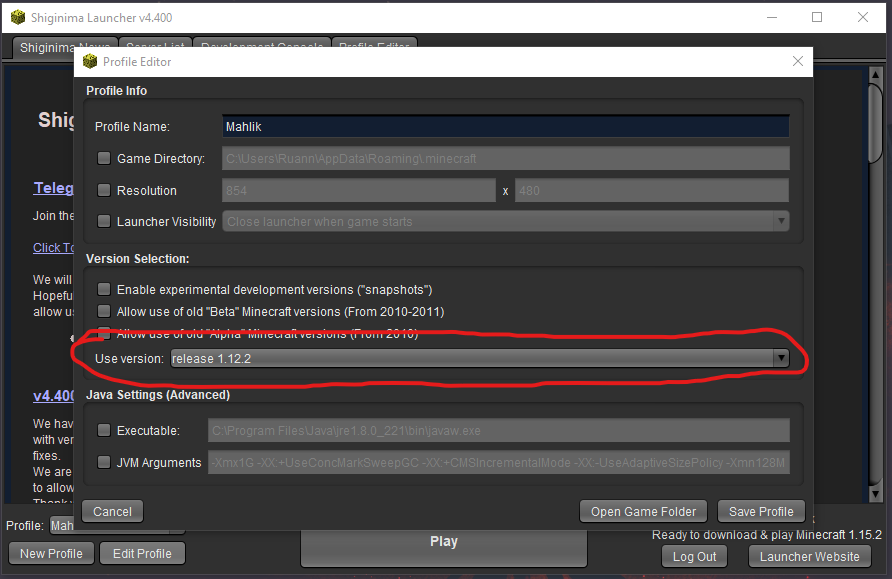 Shiginima Launcher v4.400
Shiginima News Server List Development Console Profile Editor
Profile Editor
Profile Info
Profile Name: Mahlik
Game Directory: C:\Users\Ruann\AppData\Roaming\.minecraft
Resolution 854 x 480
Launcher Visibility Close launcher when game starts
Version Selection:
Enable experimental development versions ("snapshots")
Allow use of old "Beta" Minecraft versions (From 2010-2011)
Allow use of old "Alpha" Minecraft versions (From 2010)
Use version: release 1.12.2
Java Settings (Advanced)
Executable: C:\Program Files\Java\jre1.8.0_221\bin\javaw.exe
JVM Arguments -Xmx1G -XX:+UseConcMarkSweepGC -XX:+CMSIncrementalMode -XX:-UseAdaptiveSizePolicy -Xmn128M
Cancel Open Game Folder Save Profile
Shig
Teleg
Join the
Click To
We will
Hopefu
allow us
v4.400
We hav
with ver
fixes.
We are
to allow
Profile: Mah
New Profile Edit Profile
Play
Ready to download & play Minecraft 1.15.2
Log Out Launcher Website